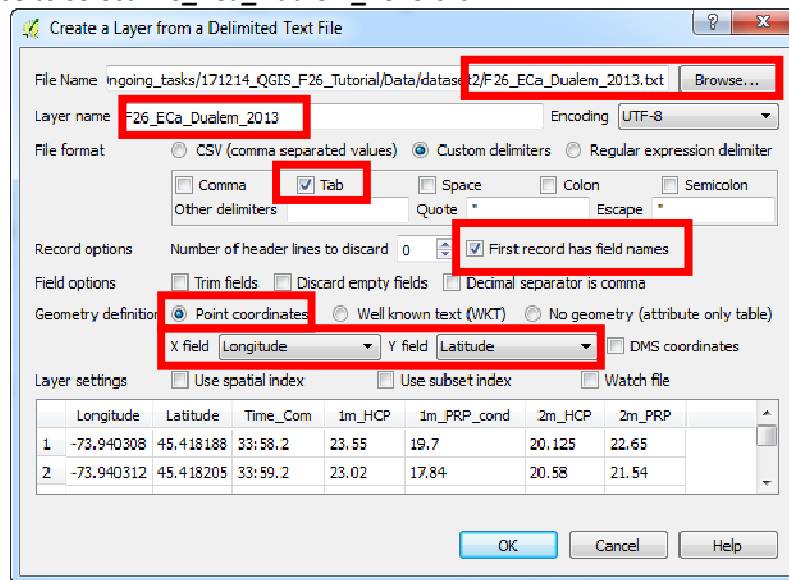 Create a Layer from a Delimited Text File
File Name ngoing_tasks/171214_QGIS_F26_Tutorial/Data/dataset2/F26_ECa_Dualem_2013.txt Browse...
Layer name F26_ECa_Dualem_2013 Encoding UTF-8
File format CSV (comma separated values) Custom delimiters Regular expression delimiter
Comma Tab Space Colon Semicolon
Other delimiters Quote " Escape "
Record options Number of header lines to discard 0 First record has field names
Field options Trim fields Discard empty fields Decimal separator is comma
Geometry definition Point coordinates Well known text (WKT) No geometry (attribute only table)
X field Longitude Y field Latitude DMS coordinates
Layer settings Use spatial index Use subset index Watch file
Longitude Latitude Time_Com 1m_HCP 1m_PRP_cond 2m_HCP 2m_PRP
1 -73.940308 45.418188 33:58.2 23.55 19.7 20.125 22.65
2 -73.940312 45.418205 33:59.2 23.02 17.84 20.58 21.54
OK Cancel Help